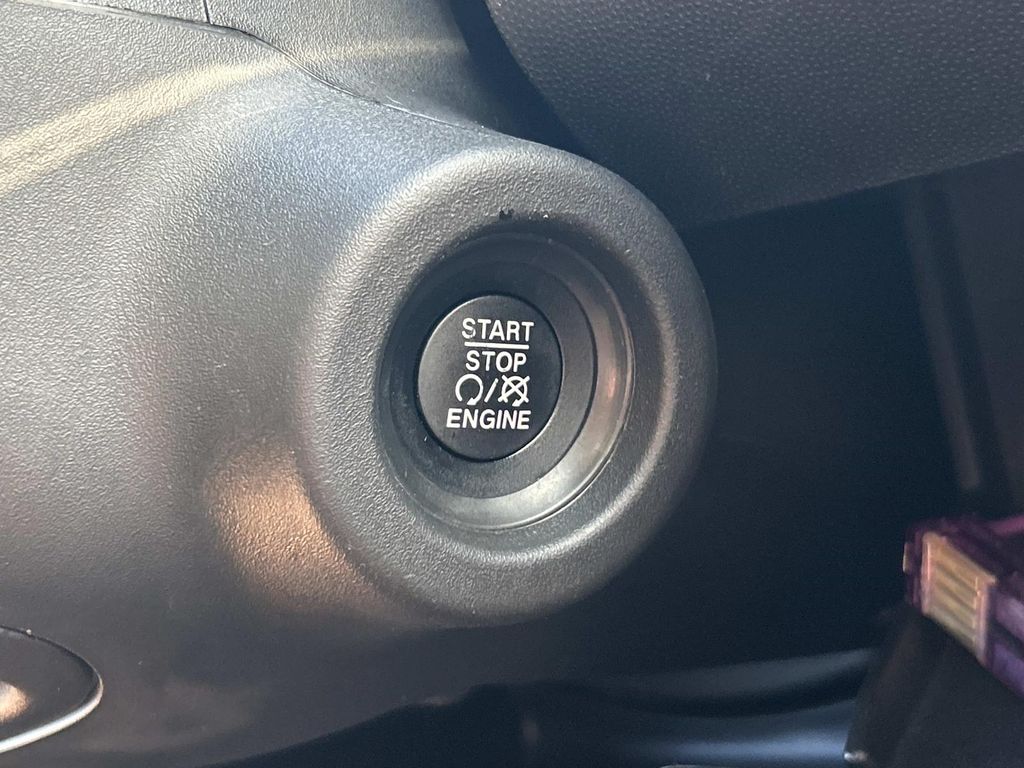 START
STOP
/
ENGINE